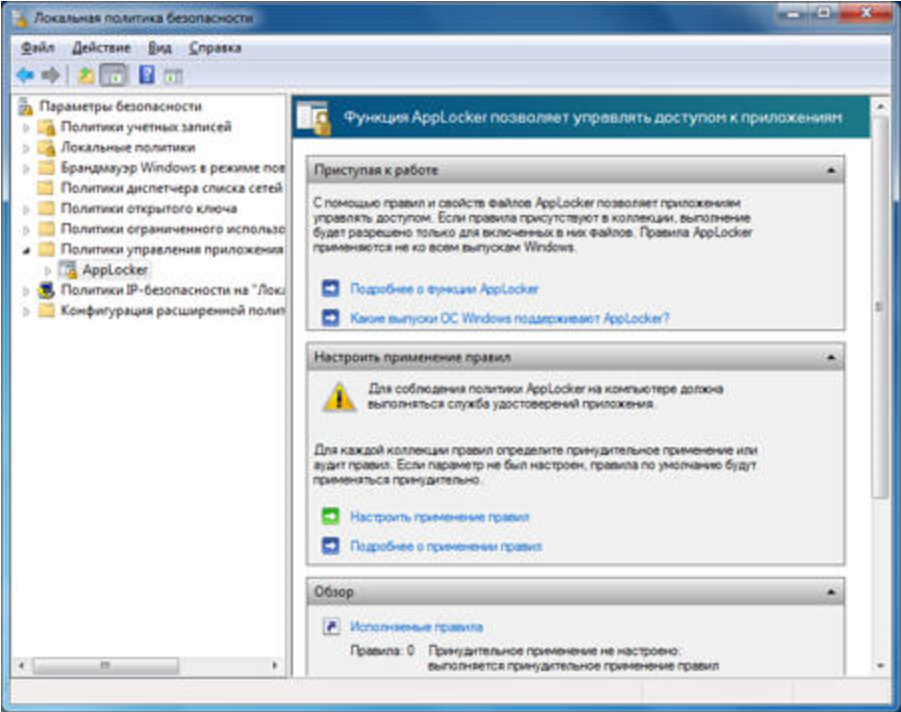 Локальная политика безопасности
Файл Действие Вид Справка
Параметры безопасности
Политики учетных записей
Локальные политики
Брандмауэр Windows в режиме пов
Политики диспетчера списка сетей
Политики открытого ключа
Политики ограниченного использо
Политики управления приложения
AppLocker
Политики IP-безопасности на "Лока
Конфигурация расширенной полит
Функция AppLocker позволяет управлять доступом к приложениям
Приступая к работе
С помощью правил и свойств файлов AppLocker позволяет приложениям
управлять доступом. Если правила присутствуют в коллекции, выполнение
будет разрешено только для включенных в них файлов. Правила AppLocker
применяются не ко всем выпускам Windows.
Подробнее о функции AppLocker
Какие выпуски ОС Windows поддерживают AppLocker?
Настроить применение правил
Для соблюдения политики AppLocker на компьютере должна
выполняться служба удостоверений приложения.
Для каждой коллекции правил определите принудительное применение или
аудит правил. Если параметр не был настроен, правила по умолчанию будут
применяться принудительно.
Настроить применение правил
Подробнее о применении правил
Обзор
Исполняемые правила
Правила: 0 Принудительное применение не настроено:
выполняется принудительное применение правил